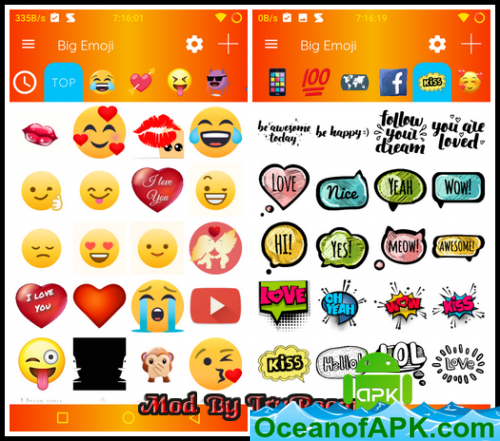 335B/s 7:16:01
Big Emoji
TOP
I love You
I LOVE YOU
0B/s 7:16:19
Big Emoji
100
KiSS
be awesome today
be happy :)
follow your dream
you are loved
LOVE
Nice
YEAH
WOW!
HI!
YES!
MEOW!
AWESOME!
LOVE
OH YEAH
WOW
KISS
KiSS
Hello!
LOL
LOVE
Mod By
APK
OceanofAPK.com